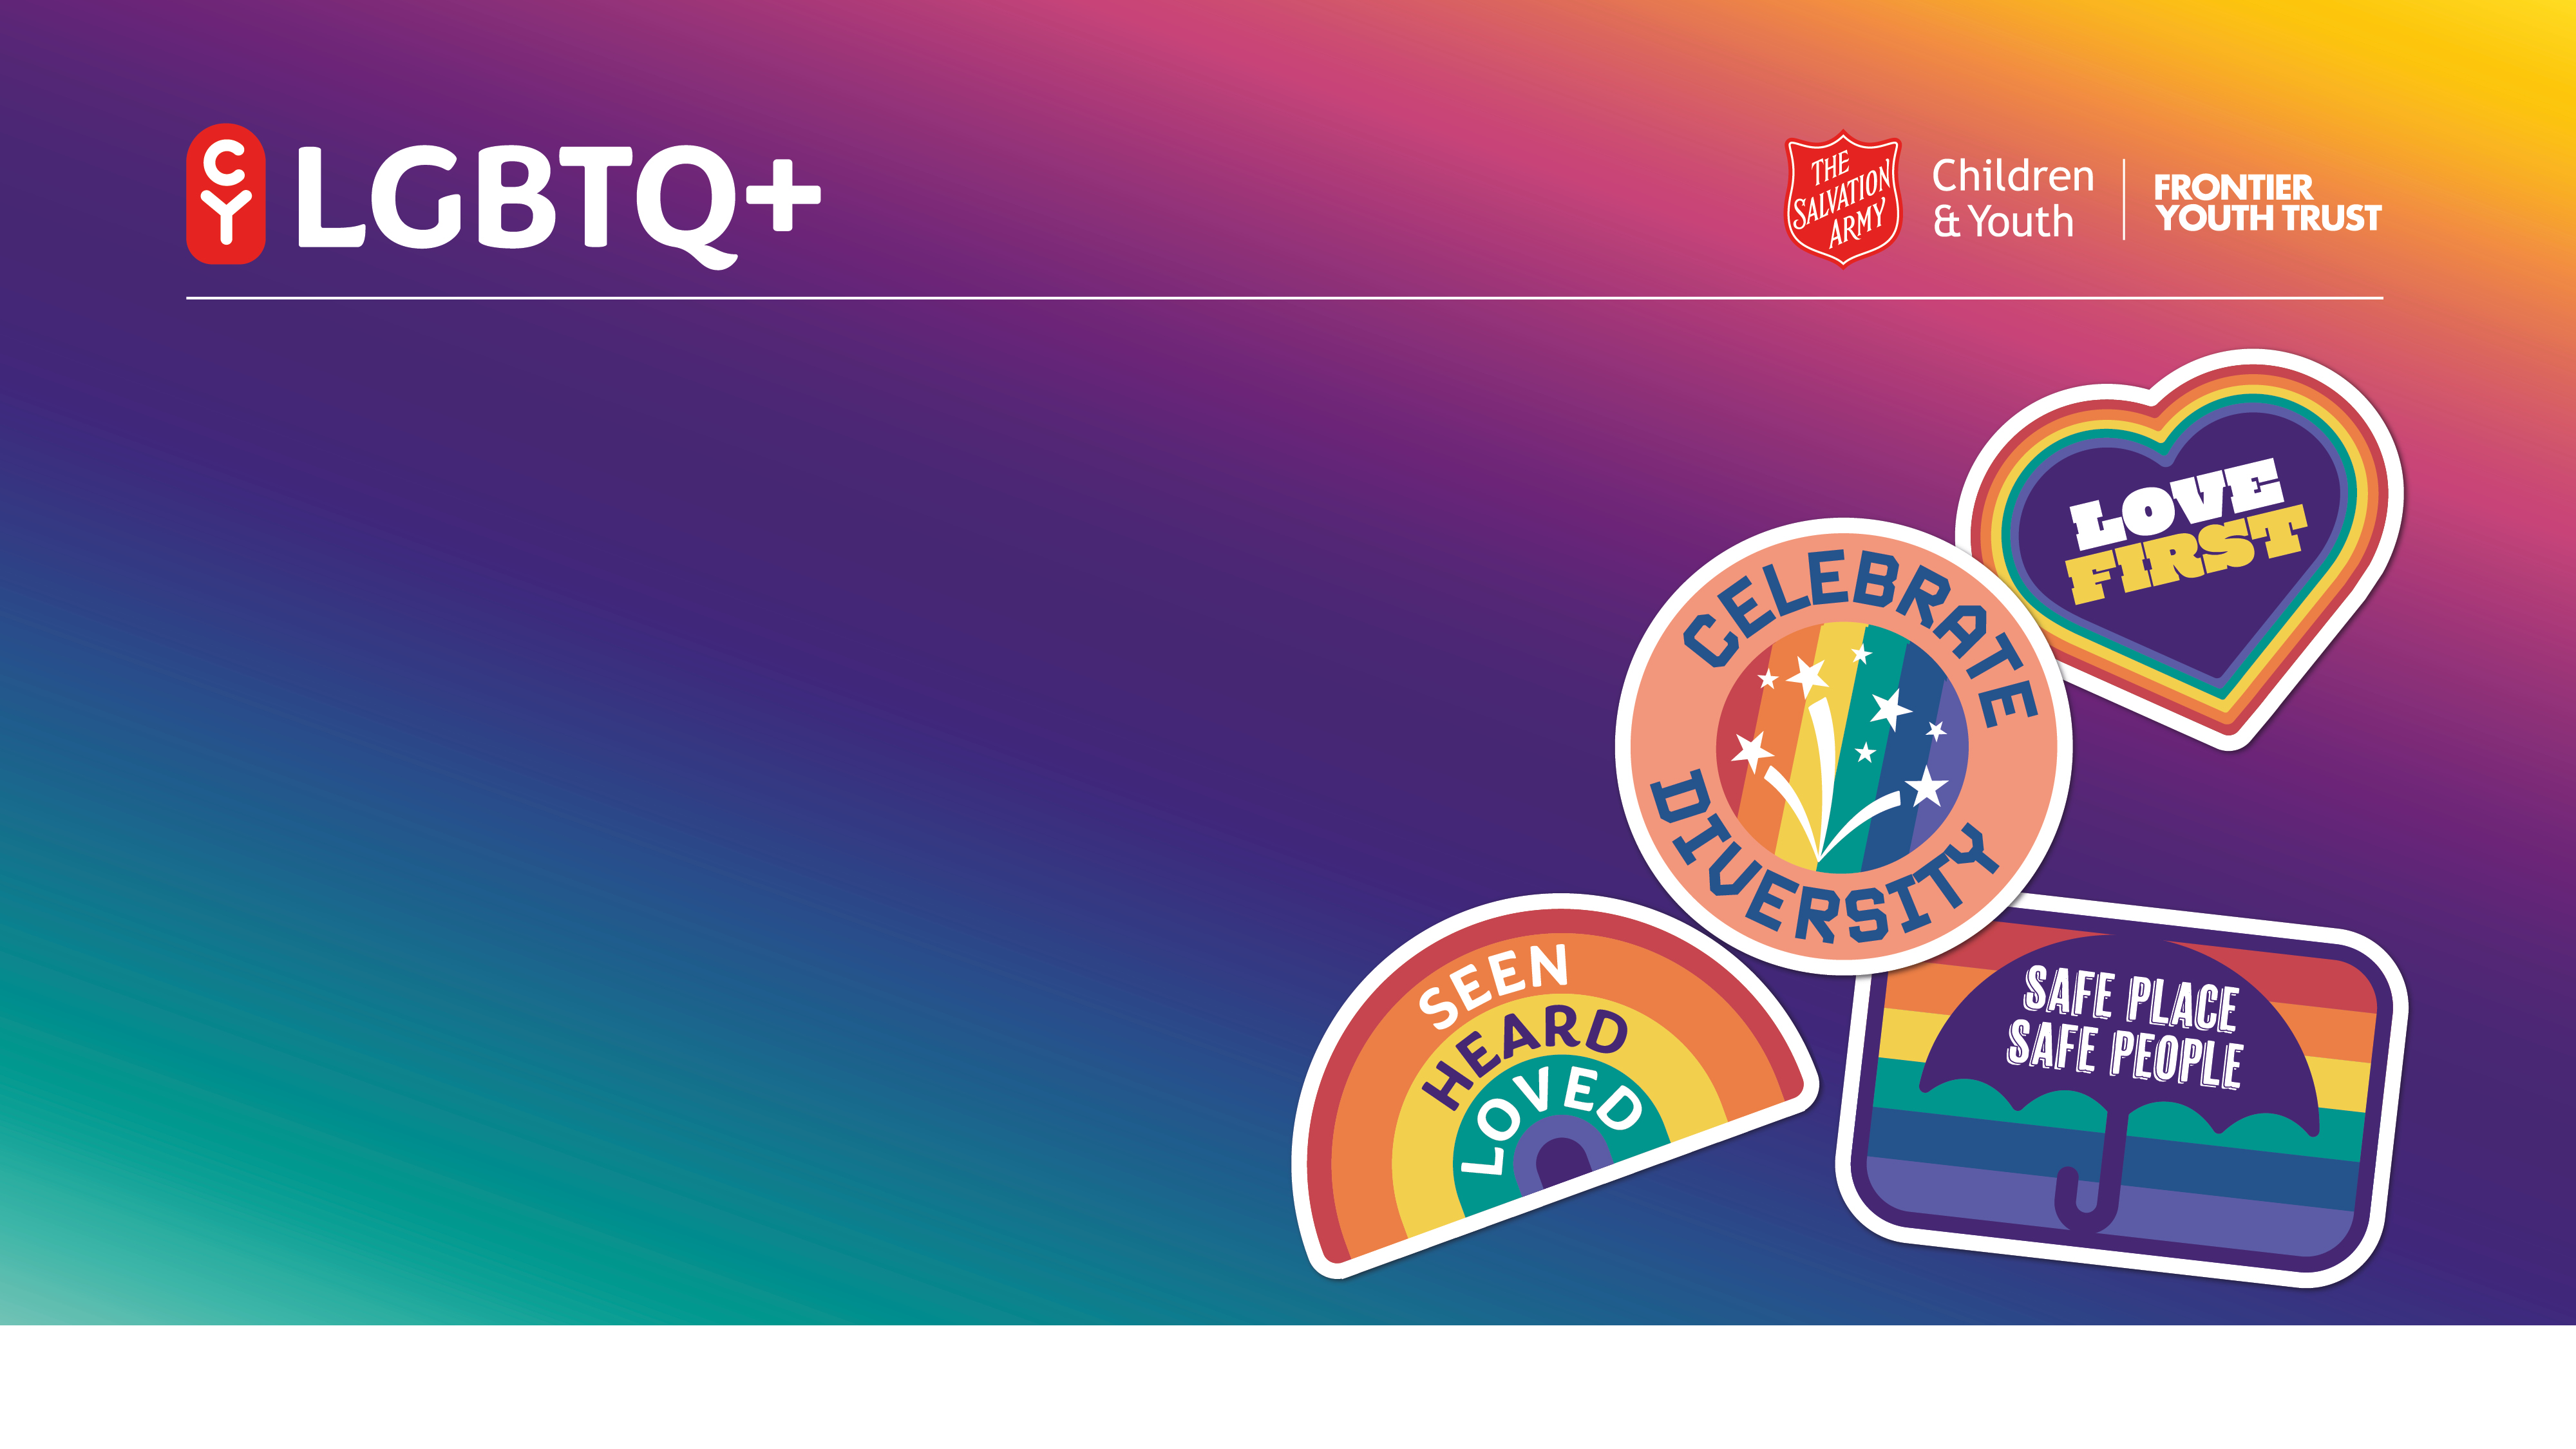 CY LGBTQ+
THE
SALVATION
ARMY
Children
& Youth
FRONTIER
YOUTH TRUST
LOVE
FIRST
CELEBRATE
DIVERSITY
SEEN
HEARD
LOVED
SAFE PLACE
SAFE PEOPLE